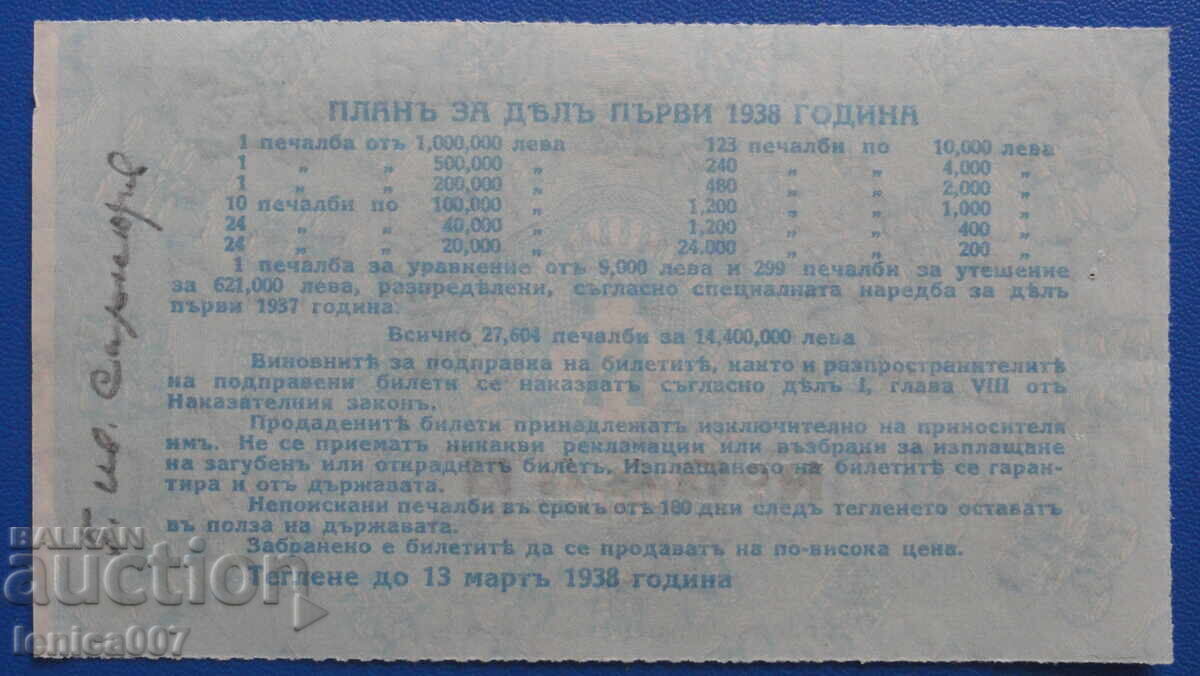 ПЛАНЪ ЗА ДѢЛЪ ПЪРВИ 1938 ГОДИНА
1 печалба отъ 1,000,000 лева 123 печалби по 10,000 лева
1 „ „ 500,000 „ 240 „ „ 4,000 „
1 „ „ 200,000 „ 480 „ „ 2,000 „
10 печалби по 100,000 „ 1,200 „ „ 1,000 „
24 „ „ 40,000 „ 1,200 „ „ 400 „
24 „ „ 20,000 „ 24.000 „ „ 200 „
1 печалба за уравнение отъ 9,000 лева и 299 печалби за утешение
за 621,000 лева, разпредѣлени, съгласно специалната наредба за дѣлъ
първи 1937 година.
Всичко 27,604 печалби за 14,400,000 лева
Виновнитѣ за подправка на билетитѣ, както и разпространителитѣ
на подправени билети се наказватъ съгласно дѣлъ I, глава VIII отъ
Наказателния законъ.
Продаденитѣ билети принадлежатъ изключително на приносителя
имъ. Не се приематъ никакви рекламации или възбрани за изплащане
на загубенъ или откраднатъ билетъ. Изплащането на билетитѣ се гаран-
тира и отъ държавата.
Непоискани печалби въ срокъ отъ 180 дни следъ тегленето оставатъ
въ полза на държавата.
Забранено е билетитѣ да се продаватъ на по-висока цена.
Теглене до 13 мартъ 1938 година
BALKAN
auction
lenica007